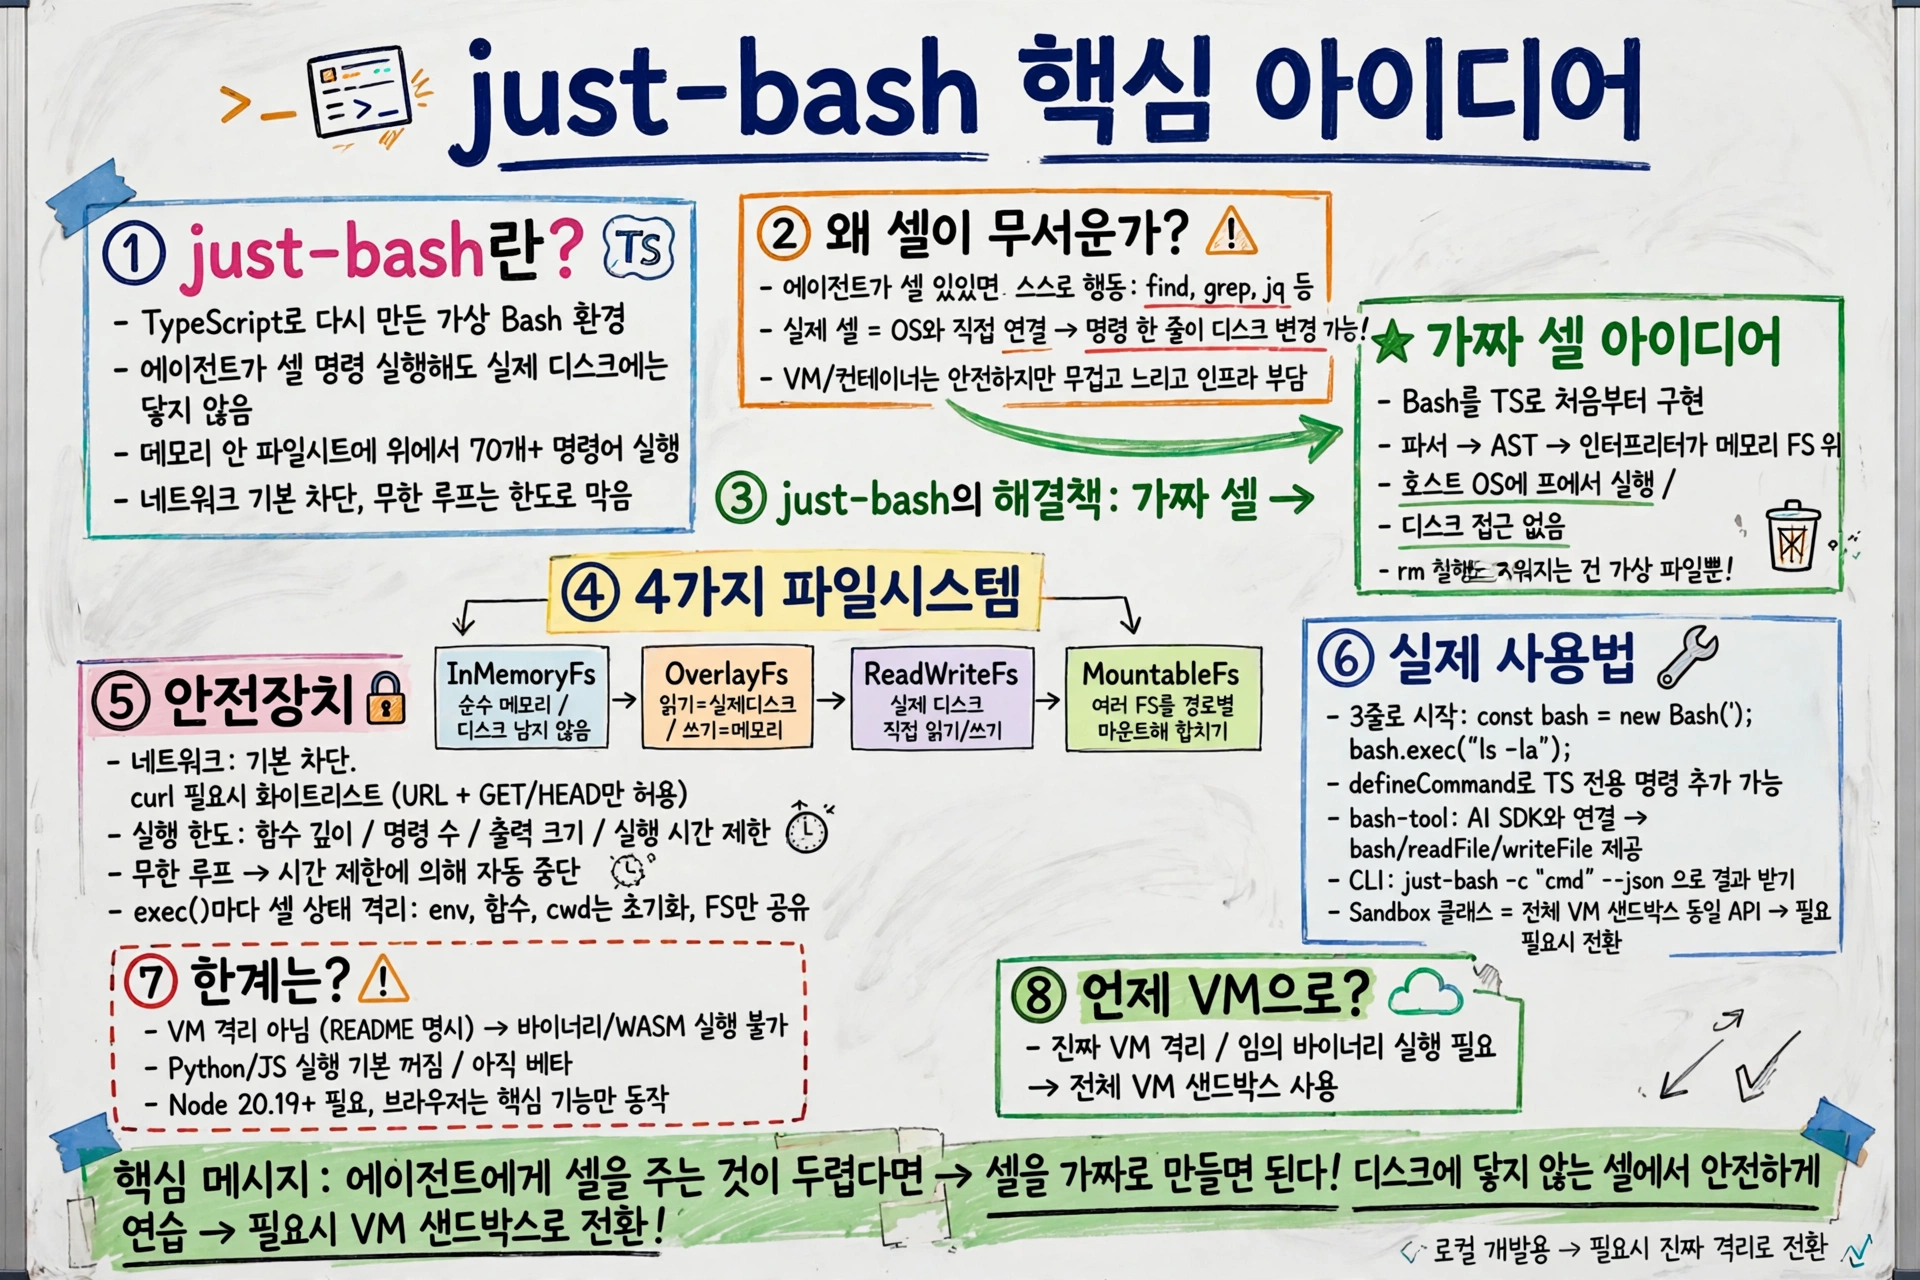 >_
>_
just-bash 핵심 아이디어
① just-bash란? TS
- TypeScript로 다시 만든 가상 Bash 환경
- 에이전트가 셸 명령 실행해도 실제 디스크에는
닿지 않음
- 데모리 안 파일시트에 위에서 70개+ 명령어 실행
- 네트워크 기본 차단, 무한 루프는 한도로 막음
② 왜 셸이 무서운가? !
- 에이전트가 셸 있있면. 스스로 행동: find, grep, jq 등
- 실제 셸 = OS와 직접 연결 → 명령 한 줄이 디스크 변경 가능!
- VM/컨테이너는 안전하지만 무겁고 느리고 인프라 부담
③ just-bash의 해결책: 가짜 셸 →
★ 가짜 셸 아이디어
- Bash를 TS로 처음부터 구현
- 파서 → AST → 인터프리터가 메모리 FS 위
- 호스트 OS에 프에서 실행 /
- 디스크 접근 없음
- rm 지워지는 건 가상 파일뿐!
④ 4가지 파일시스템
InMemoryFs
순수 메모리 /
디스크 남지 않음
→
OverlayFs
읽기=실제디스크
/ 쓰기=메모리
→
ReadWriteFs
실제 디스크
직접 읽기/쓰기
→
MountableFs
여러 FS를 경로별
마운트해 합치기
⑤ 안전장치
- 네트워크: 기본 차단.
curl 필요시 화이트리스트 (URL + GET/HEAD만 허용)
- 실행 한도: 함수 깊이 / 명령 수 / 출력 크기 / 실행 시간 제한
- 무한 루프 → 시간 제한에 의해 자동 중단
- exec()마다 셸 상태 격리: env, 함수, cwd는 초기화, FS만 공유
⑥ 실제 사용법
- 3줄로 시작: const bash = new Bash(');
bash.exec("ls -la");
- defineCommand로 TS 전용 명령 추가 가능
- bash-tool: AI SDK와 연결 →
bash/readFile/writeFile 제공
- CLI: just-bash -c "cmd" --json 으로 결과 받기
- Sandbox 클래스 = 전체 VM 샌드박스 동일 API → 필요
필요시 전환
⑦ 한계는? !
- VM 격리 아님 (README 명시) → 바이너리/WASM 실행 불가
- Python/JS 실행 기본 꺼짐 / 아직 베타
- Node 20.19+ 필요, 브라우저는 핵심 기능만 동작
⑧ 언제 VM으로?
- 진짜 VM 격리 / 임의 바이너리 실행 필요
→ 전체 VM 샌드박스 사용
핵심 메시지: 에이전트에게 셸을 주는 것이 두렵다면 → 셸을 가짜로 만들면 된다! 디스크에 닿지 않는 셸에서 안전하게
연습 → 필요시 VM 샌드박스로 전환!
로컬 개발용 → 필요시 진짜 격리로 전환